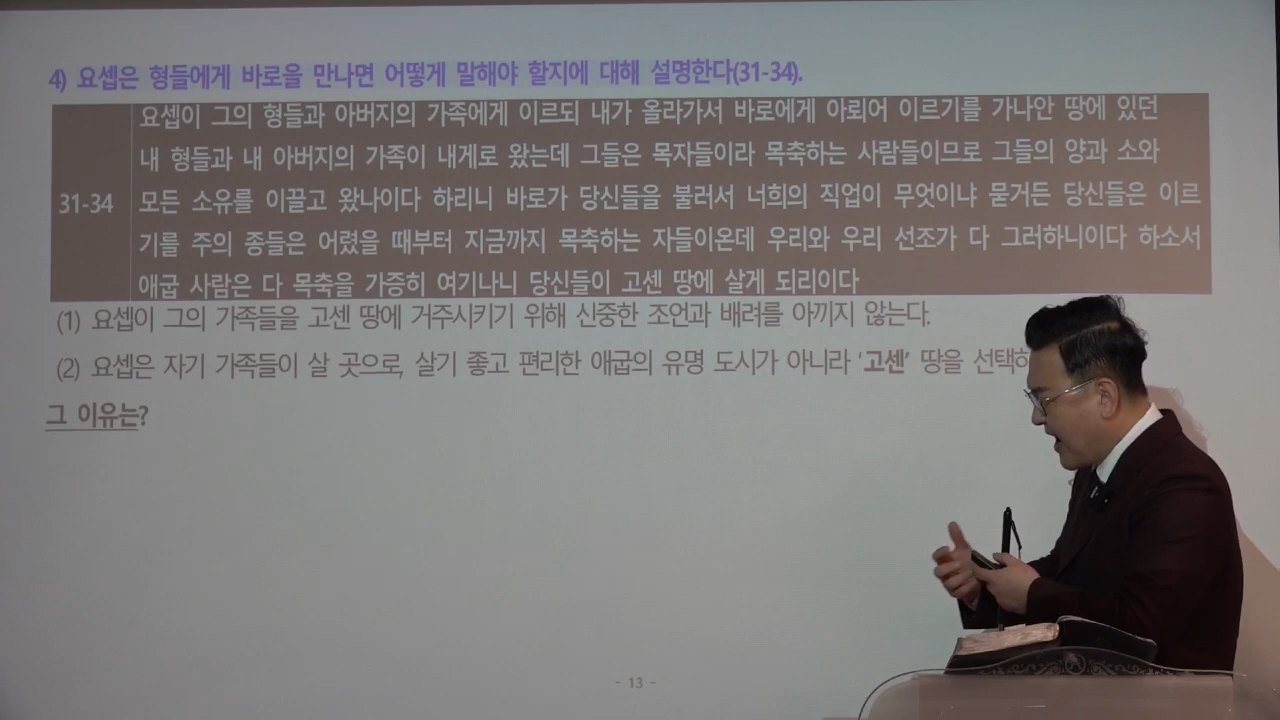 4) 요셉은 형들에게 바로을 만나면 어떻게 말해야 할지에 대해 설명한다(31-34).
요셉이 그의 형들과 아버지의 가족에게 이르되 내가 올라가서 바로에게 아뢰어 이르기를 가나안 땅에 있던
내 형들과 내 아버지의 가족이 내게로 왔는데 그들은 목자들이라 목축하는 사람들이므로 그들의 양과 소와
31-34 모든 소유를 이끌고 왔나이다 하리니 바로가 당신들을 불러서 너희의 직업이 무엇이냐 묻거든 당신들은 이르
기를 주의 종들은 어렸을 때부터 지금까지 목축하는 자들이온데 우리와 우리 선조가 다 그러하니이다 하소서
애굽 사람은 다 목축을 가증히 여기나니 당신들이 고센 땅에 살게 되리이다
(1) 요셉이 그의 가족들을 고센 땅에 거주시키기 위해 신중한 조언과 배려를 아끼지 않는다.
(2) 요셉은 자기 가족들이 살 곳으로, 살기 좋고 편리한 애굽의 유명 도시가 아니라 '고센' 땅을 선택하
그 이유는?
- 13 -